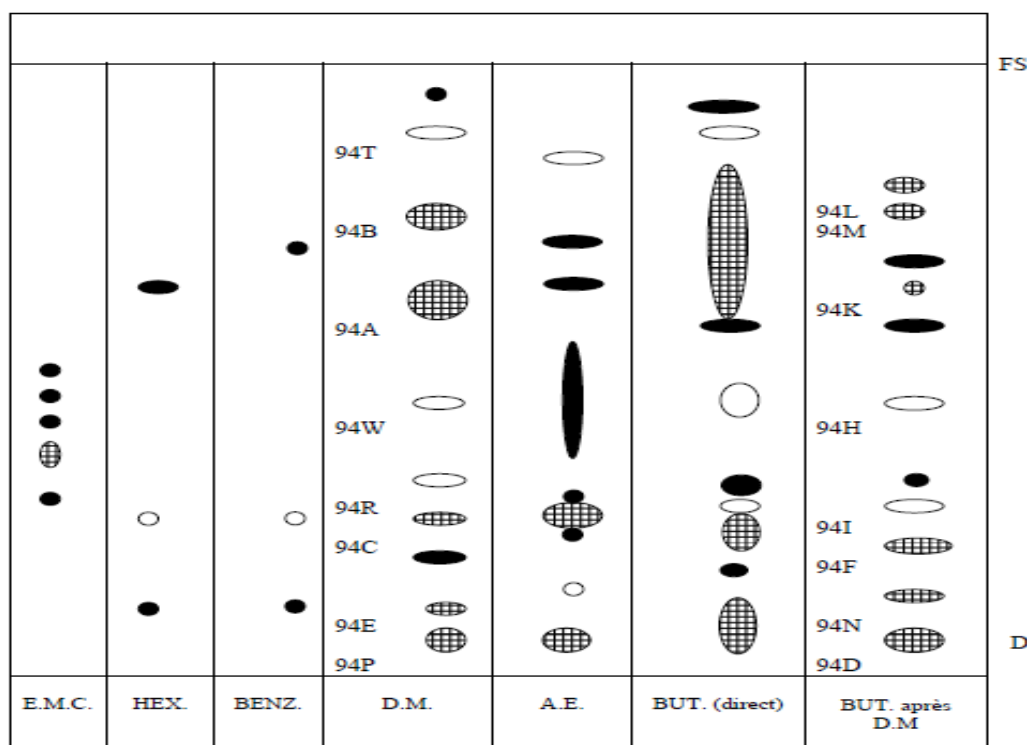 FS
94T
94L
94B
94M
94A
94K
94W
94H
94R
94I
94C
94F
94E
94N
D
94P
94D
E.M.C.
HEX.
BENZ.
D.M.
A.E.
BUT. (direct)
BUT. après
D.M